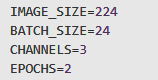 IMAGE_SIZE=224
BATCH_SIZE=24
CHANNELS=3
EPOCHS=2